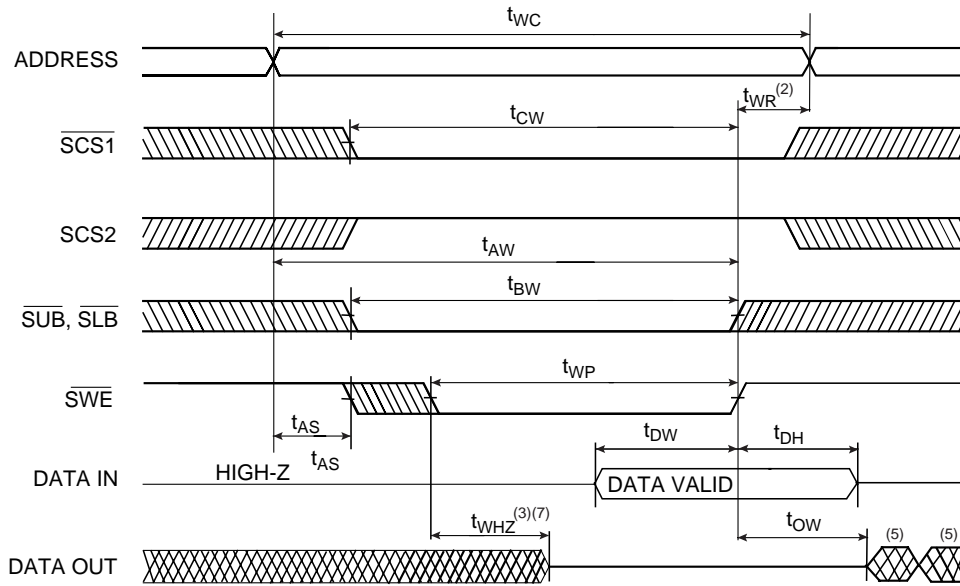 tWC
ADDRESS
tWR(2)
tCW
SCS1
SCS2
tAW
tBW
SUB, SLB
tWP
SWE
tAS
tDW
tDH
tAS
HIGH-Z
DATA IN
DATA VALID
tWHZ(3)(7)
tOW
(5)
(5)
DATA OUT